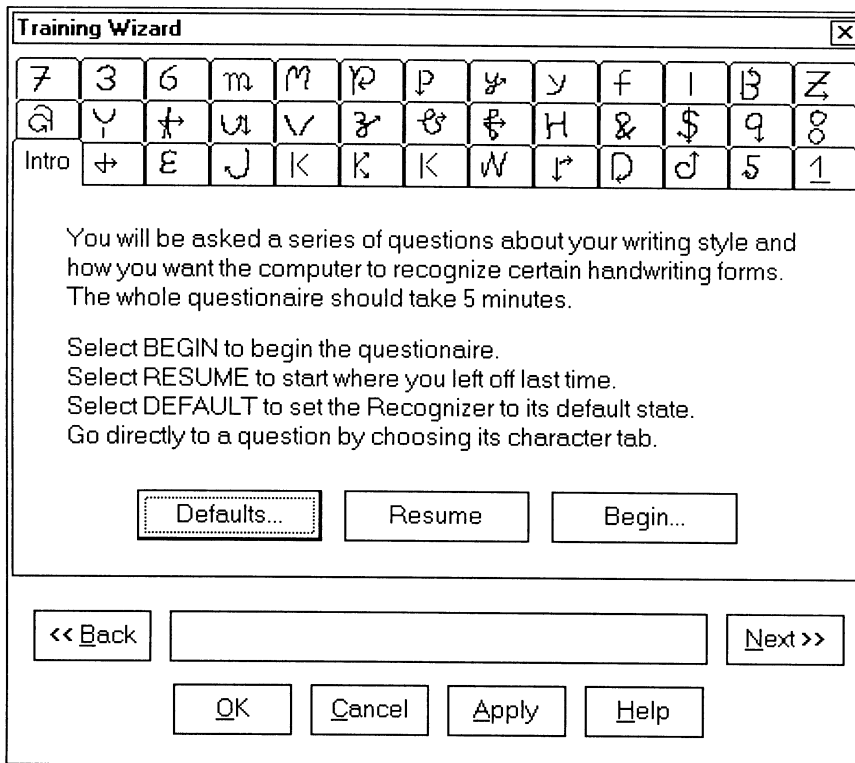 Training Wizard
7 3 6 m M R P y y f 1 B Z
a Y t u V z & f H & $ 9 8
Intro t E J K K K N r D d 5 1
You will be asked a series of questions about your writing style and
how you want the computer to recognize certain handwriting forms.
The whole questionaire should take 5 minutes.
Select BEGIN to begin the questionaire.
Select RESUME to start where you left off last time.
Select DEFAULT to set the Recognizer to its default state.
Go directly to a question by choosing its character tab.
Defaults... Resume Begin...
<< Back Next >>
OK Cancel Apply Help